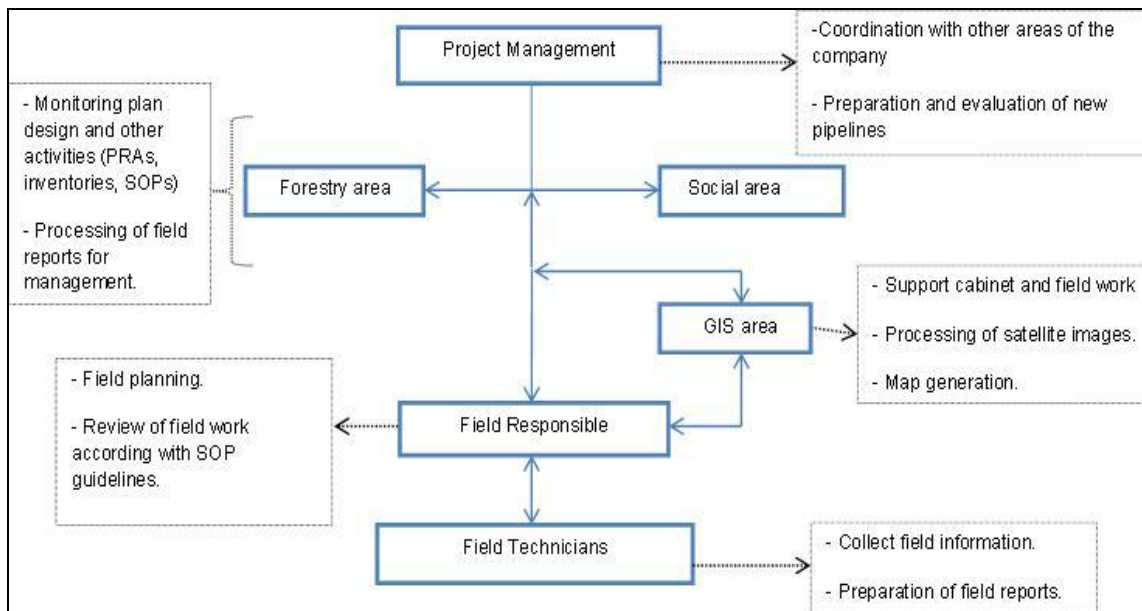 Project Management
-Coordination with other areas of the
company
- Preparation and evaluation of new
pipelines
- Monitoring plan
design and other
activities (PRAs,
inventories, SOPs)
- Processing of field
reports for
management.
Forestry area
Social area
GIS area
- Support cabinet and field work
- Processing of satellite images.
- Map generation.
- Field planning.
- Review of field work
according with SOP
guidelines.
Field Responsible
Field Technicians
- Collect field information.
- Preparation of field reports.